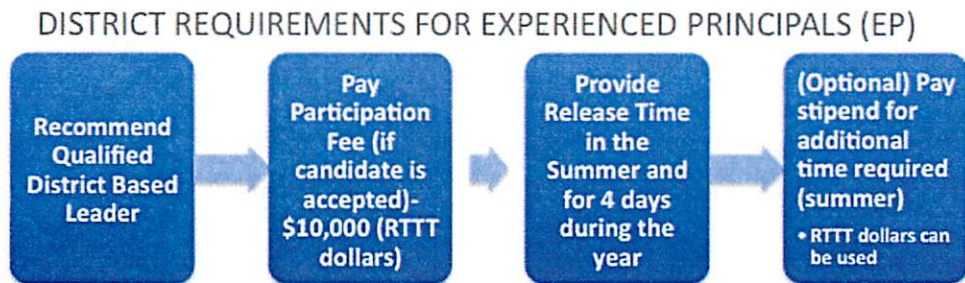 DISTRICT REQUIREMENTS FOR EXPERIENCED PRINCIPALS (EP)
Recommend
Qualified
District Based
Leader
Pay
Participation
Fee (if
candidate is
accepted)-
$10,000 (RTTT
dollars)
Provide
Release Time
in the
Summer and
for 4 days
during the
year
(Optional) Pay
stipend for
additional
time required
(summer)
• RTTT dollars can
be used